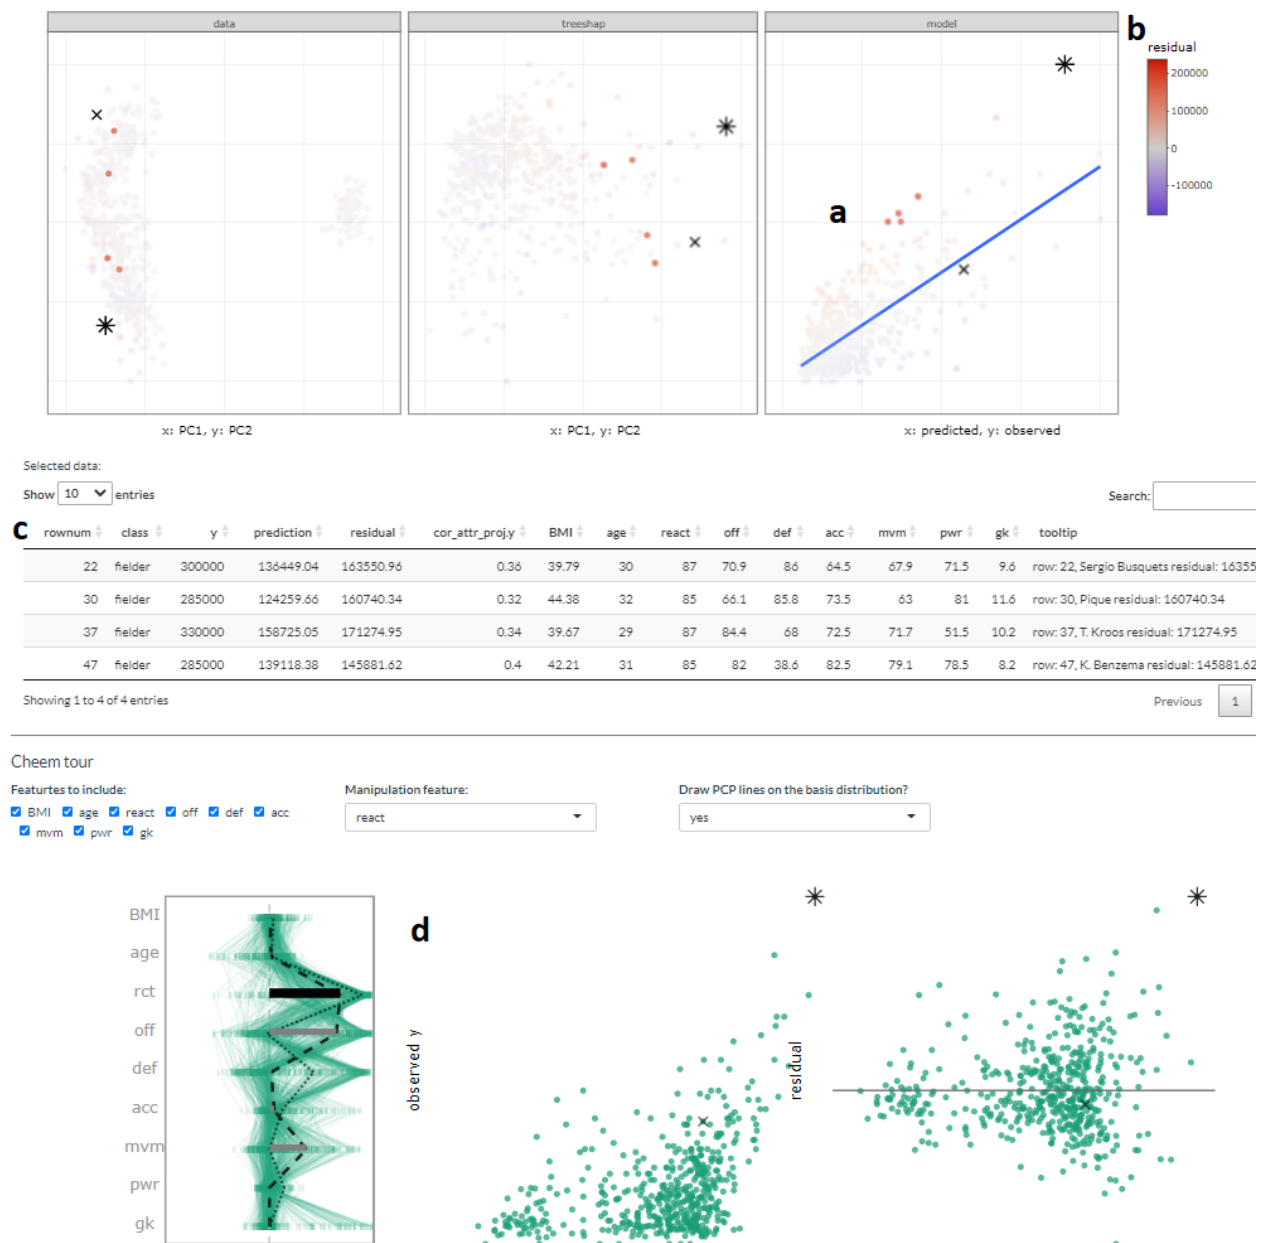 data treeshap model b
residual
200000
100000
0
-100000
a
x: PC1, y: PC2 x: PC1, y: PC2 x: predicted, y: observed
Selected data:
Show 10 entries Search:
c rownum class y prediction residual cor_attr_proj.y BMI age react off def acc mvm pwr gk tooltip
22 fielder 300000 136449.04 163550.96 0.36 39.79 30 87 70.9 86 64.5 67.9 71.5 9.6 row: 22, Sergio Busquets residual: 16355
30 fielder 285000 124259.66 160740.34 0.32 44.38 32 85 66.1 85.8 73.5 63 81 11.6 row: 30, Pique residual: 160740.34
37 fielder 330000 158725.05 171274.95 0.34 39.67 29 87 84.4 68 72.5 71.7 51.5 10.2 row: 37, T. Kroos residual: 171274.95
47 fielder 285000 139118.38 145881.62 0.4 42.21 31 85 82 38.6 82.5 79.1 78.5 8.2 row: 47, K. Benzema residual: 145881.62
Showing 1 to 4 of 4 entries Previous 1
Cheem tour
Featurtes to include: Manipulation feature: Draw PCP lines on the basis distribution?
BMI age react off def acc react yes
mvm pwr gk
d
BMI
age
rct
off
def
acc
mvm
pwr
gk
observed y
residual